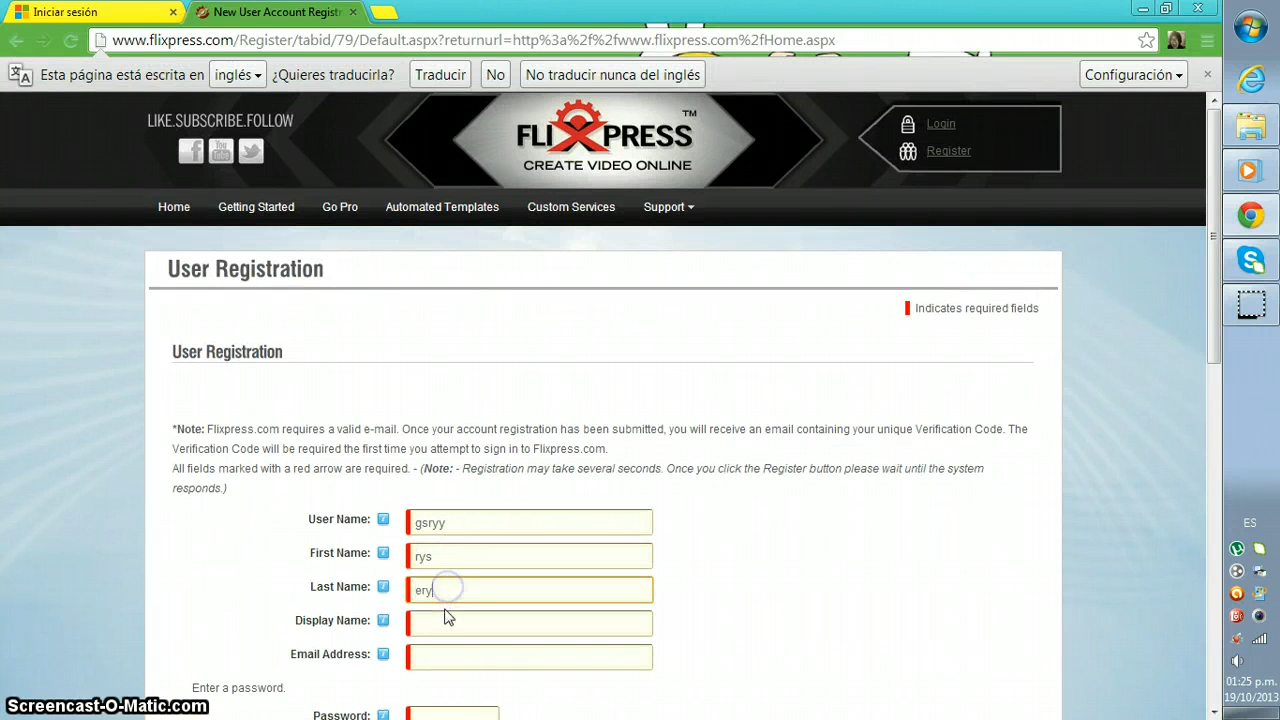 Iniciar sesión
New User Account Registr
www.flixpress.com/Register/tabid/79/Default.aspx?returnurl=http%3a%2f%2fwww.flixpress.com%2fHome.aspx
Esta página está escrita en inglés ¿Quieres traducirla? Traducir No No traducir nunca del inglés Configuración
LIKE.SUBSCRIBE.FOLLOW
You Tube
FLIXPRESS™
CREATE VIDEO ONLINE
Login
Register
Home Getting Started Go Pro Automated Templates Custom Services Support
User Registration
Indicates required fields
User Registration
*Note: Flixpress.com requires a valid e-mail. Once your account registration has been submitted, you will receive an email containing your unique Verification Code. The
Verification Code will be required the first time you attempt to sign in to Flixpress.com.
All fields marked with a red arrow are required. - (Note: - Registration may take several seconds. Once you click the Register button please wait until the system
responds.)
User Name: gsryy
First Name: rys
Last Name: ery
Display Name:
Email Address:
Enter a password.
Password:
ES
01:25 p.m.
19/10/2013
Screencast-O-Matic.com